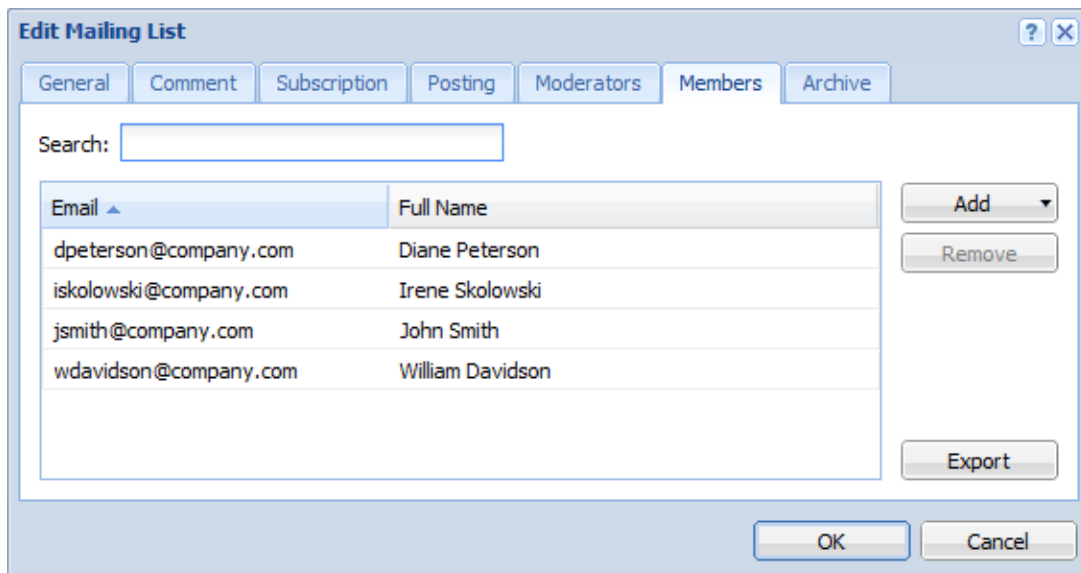 Edit Mailing List ?
General Comment Subscription Posting Moderators Members Archive
Search:
Email Full Name Add
dpeterson@company.com Diane Peterson Remove
iskolowski@company.com Irene Skolowski
jsmith@company.com John Smith
wdavidson@company.com William Davidson
Export
OK Cancel